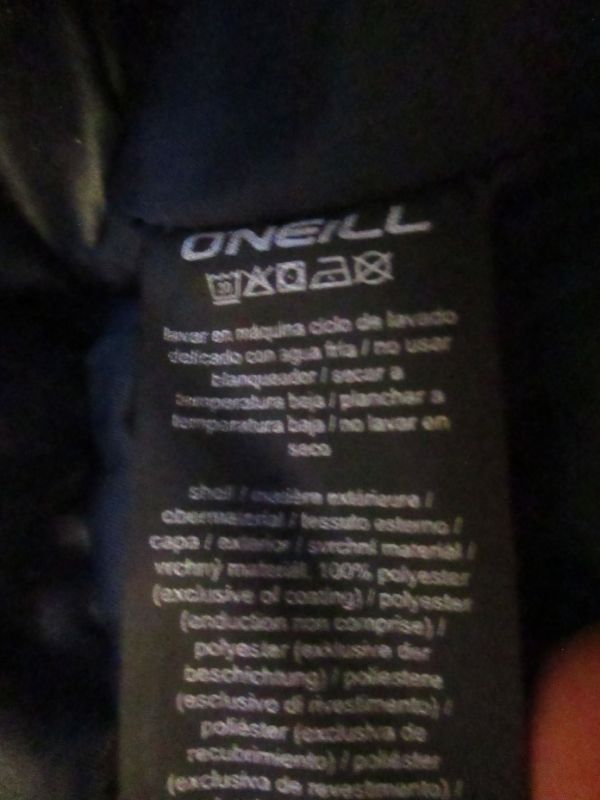 O'NEILL
30
lavar en máquina ciclo de lavado
delicado con agua fría / no usar
blanqueador / secar a
temperatura baja / planchar a
temperatura baja / no lavar en
seco
shell / matière extérieure /
obermaterial / tessuto esterno /
capa / exterior / svrchní materiál /
vrchný materiál. 100% polyester
(exclusive of coating) / polyester
(enduction non comprise) /
polyester (exklusive der
beschichtung) / poliestere
(esclusivo di rivestimento) /
poliéster (exclusiva de
recubrimiento) / poliéster
(exclusiva de revestimento) /